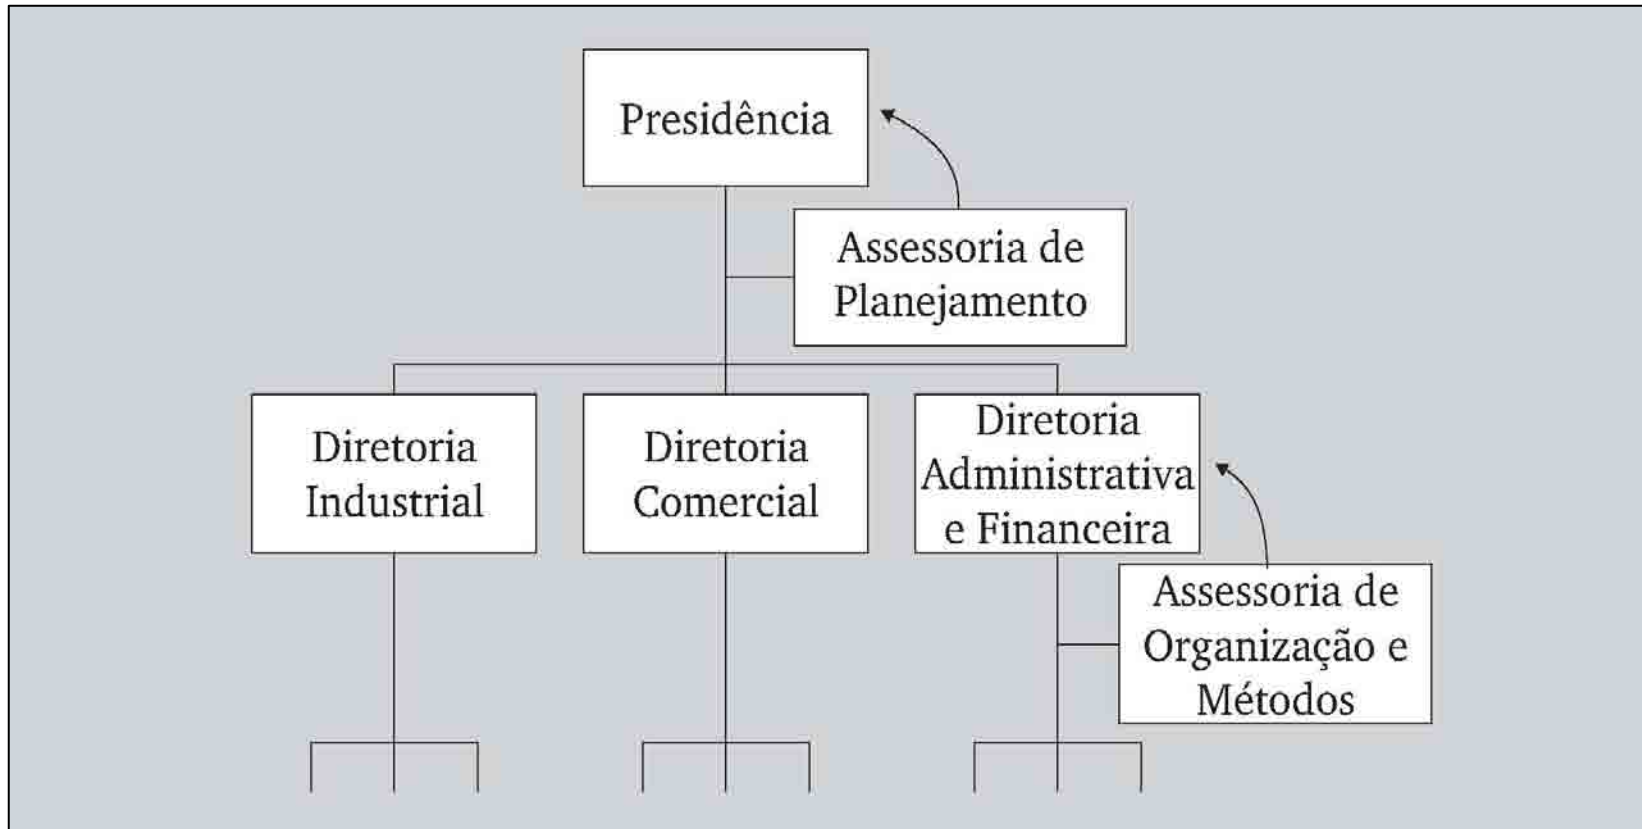 Presidência
Assessoria de
Planejamento
Diretoria
Industrial
Diretoria
Comercial
Diretoria
Administrativa
e Financeira
Assessoria de
Organização e
Métodos